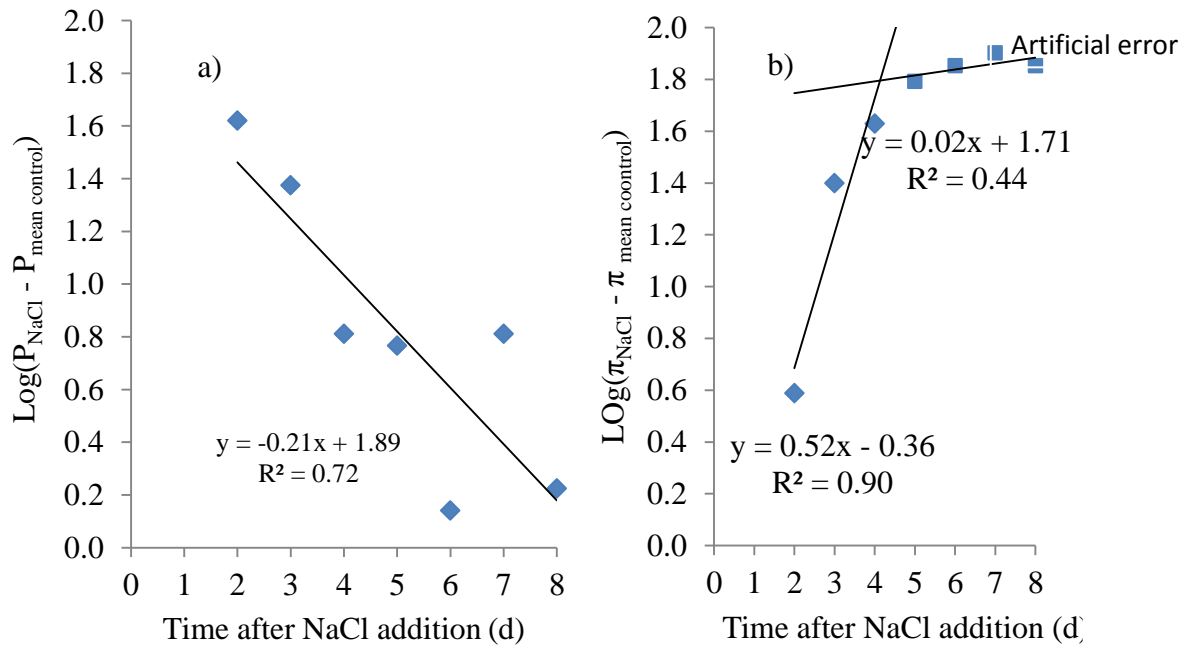 a)
Log(P_NaCl - P_mean control)
2.0
1.8
1.6
1.4
1.2
1.0
0.8
0.6
0.4
0.2
0.0
y = -0.21x + 1.89
R² = 0.72
0 1 2 3 4 5 6 7 8
Time after NaCl addition (d)
b)
LOg(π_NaCl - π _mean coontrol)
2.0
1.8
1.6
1.4
1.2
1.0
0.8
0.6
0.4
0.2
0.0
Artificial error
y = 0.02x + 1.71
R² = 0.44
y = 0.52x - 0.36
R² = 0.90
0 1 2 3 4 5 6 7 8
Time after NaCl addition (d)